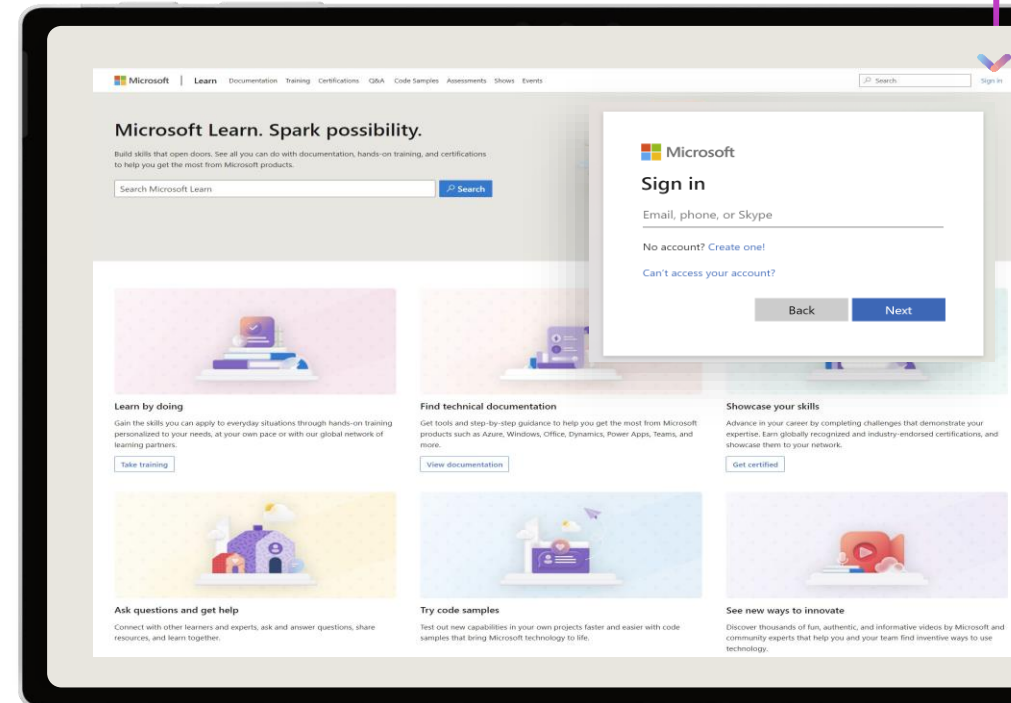 Microsoft | Learn Documentation Training Certifications Q&A Code Samples Assessments Shows Events Search Sign in
Microsoft Learn. Spark possibility.
Build skills that open doors. See all you can do with documentation, hands-on training, and certifications
to help you get the most from Microsoft products.
Search Microsoft Learn Search
Microsoft
Sign in
Email, phone, or Skype
No account? Create one!
Can't access your account?
Back Next
Learn by doing
Gain the skills you can apply to everyday situations through hands-on training
personalized to your needs, at your own pace or with our global network of
learning partners.
Take training
Find technical documentation
Get tools and step-by-step guidance to help you get the most from Microsoft
products such as Azure, Windows, Office, Dynamics, Power Apps, Teams, and
more.
View documentation
Showcase your skills
Advance in your career by completing challenges that demonstrate your
expertise. Earn globally recognized and industry-endorsed certifications, and
showcase them to your network.
Get certified
Ask questions and get help
Connect with other learners and experts, ask and answer questions, share
resources, and learn together.
Try code samples
Test out new capabilities in your own projects faster and easier with code
samples that bring Microsoft technology to life.
See new ways to innovate
Discover thousands of fun, authentic, and informative videos by Microsoft and
community experts that help you and your team find inventive ways to use
technology.